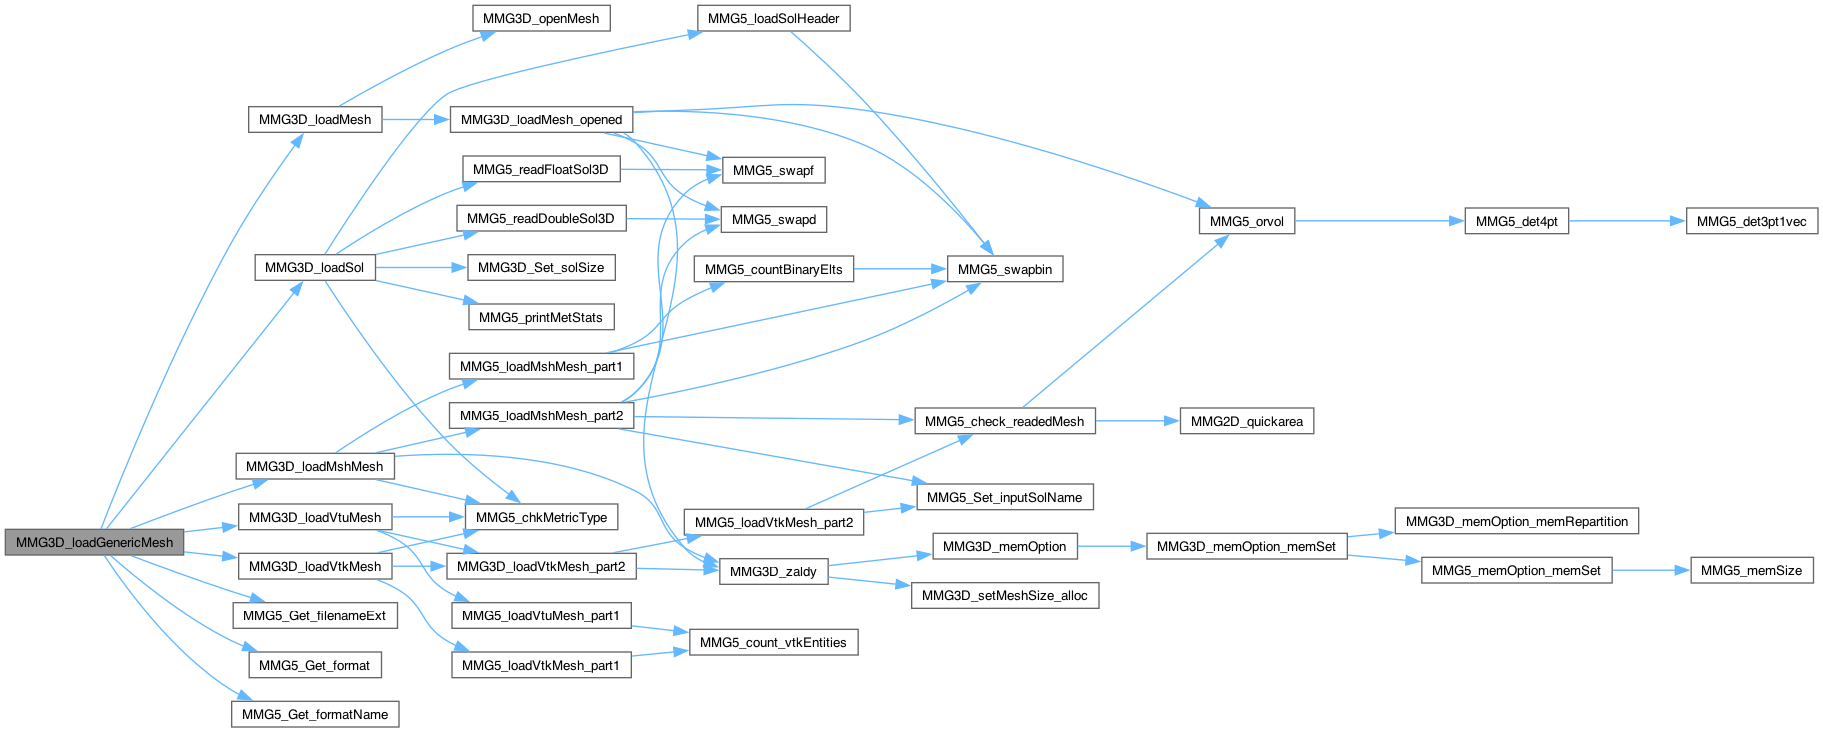 MMG3D_loadGenericMesh
MMG3D_loadMesh
MMG3D_loadSol
MMG3D_loadMshMesh
MMG3D_loadVtuMesh
MMG3D_loadVtkMesh
MMG5_Get_filenameExt
MMG5_Get_format
MMG5_Get_formatName
MMG3D_openMesh
MMG3D_loadMesh_opened
MMG5_readFloatSol3D
MMG5_readDoubleSol3D
MMG3D_Set_solSize
MMG5_printMetStats
MMG5_loadMshMesh_part1
MMG5_loadMshMesh_part2
MMG5_chkMetricType
MMG3D_loadVtkMesh_part2
MMG5_loadVtuMesh_part1
MMG5_loadVtkMesh_part1
MMG5_loadSolHeader
MMG5_swapf
MMG5_swapd
MMG5_countBinaryElts
MMG5_loadVtkMesh_part2
MMG3D_zaldy
MMG5_count_vtkEntities
MMG5_swapbin
MMG5_check_readedMesh
MMG5_Set_inputSolName
MMG3D_memOption
MMG3D_setMeshSize_alloc
MMG5_orvol
MMG2D_quickarea
MMG3D_memOption_memSet
MMG5_det4pt
MMG3D_memOption_memRepartition
MMG5_memOption_memSet
MMG5_det3pt1vec
MMG5_memSize